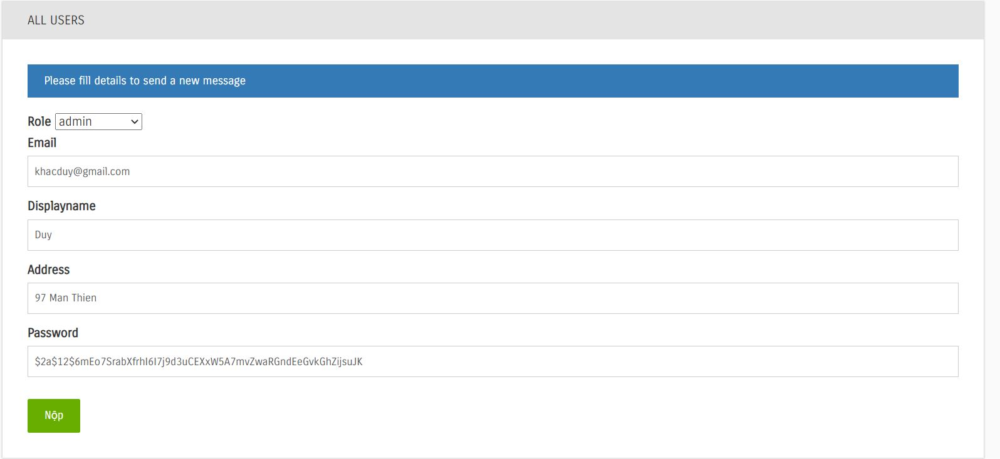 ALL USERS
Please fill details to send a new message
Role admin
Email
khacduy@gmail.com
Displayname
Duy
Address
97 Man Thien
Password
$2a$12$6mEo7SrabXfrhI6I7j9d3uCEXxW5A7mvZwaRGndEeGvkGhZijsuJK
Nộp